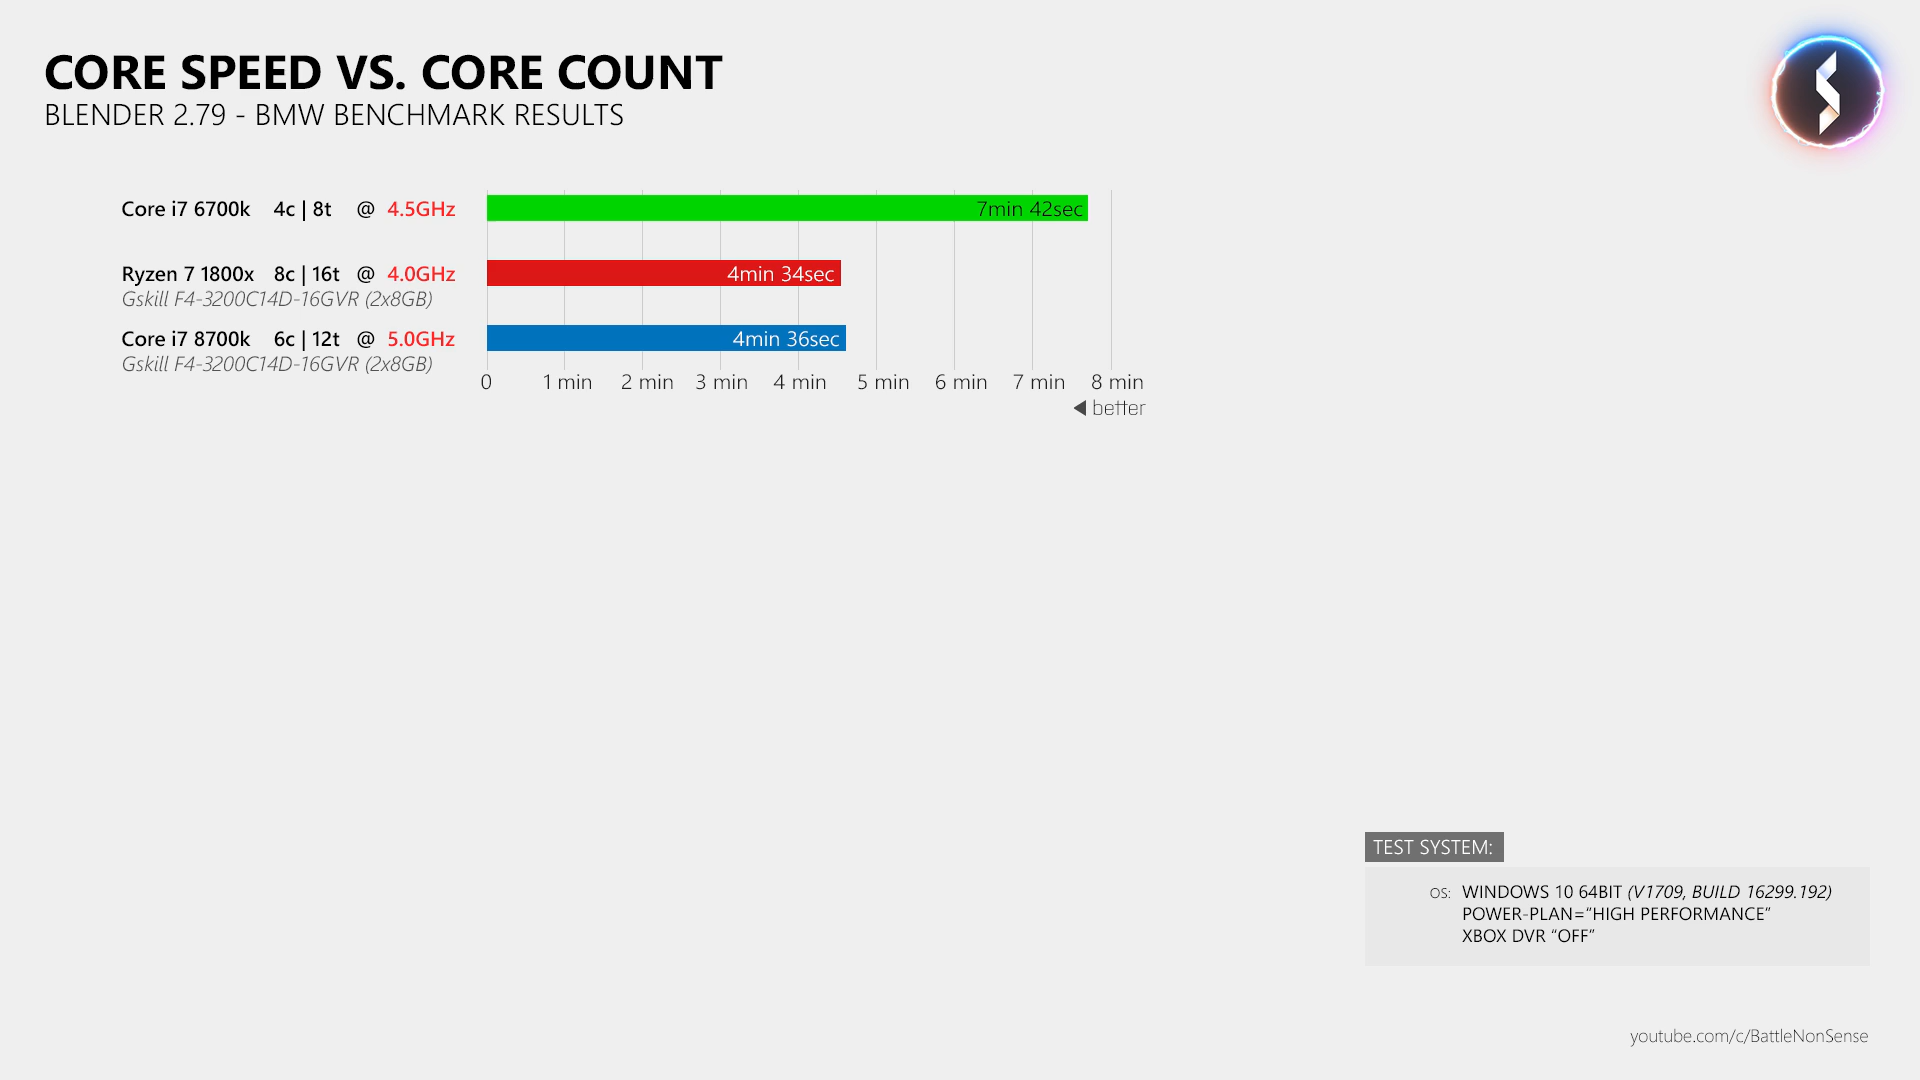 CORE SPEED VS. CORE COUNT
BLENDER 2.79 - BMW BENCHMARK RESULTS
Core i7 6700k 4c | 8t @ 4.5GHz 7min 42sec
Ryzen 7 1800x 8c | 16t @ 4.0GHz 4min 34sec
Gskill F4-3200C14D-16GVR (2x8GB)
Core i7 8700k 6c | 12t @ 5.0GHz 4min 36sec
Gskill F4-3200C14D-16GVR (2x8GB)
0 1 min 2 min 3 min 4 min 5 min 6 min 7 min 8 min
better
TEST SYSTEM:
OS: WINDOWS 10 64BIT (V1709, BUILD 16299.192)
POWER-PLAN=“HIGH PERFORMANCE”
XBOX DVR “OFF”
youtube.com/c/BattleNonSense